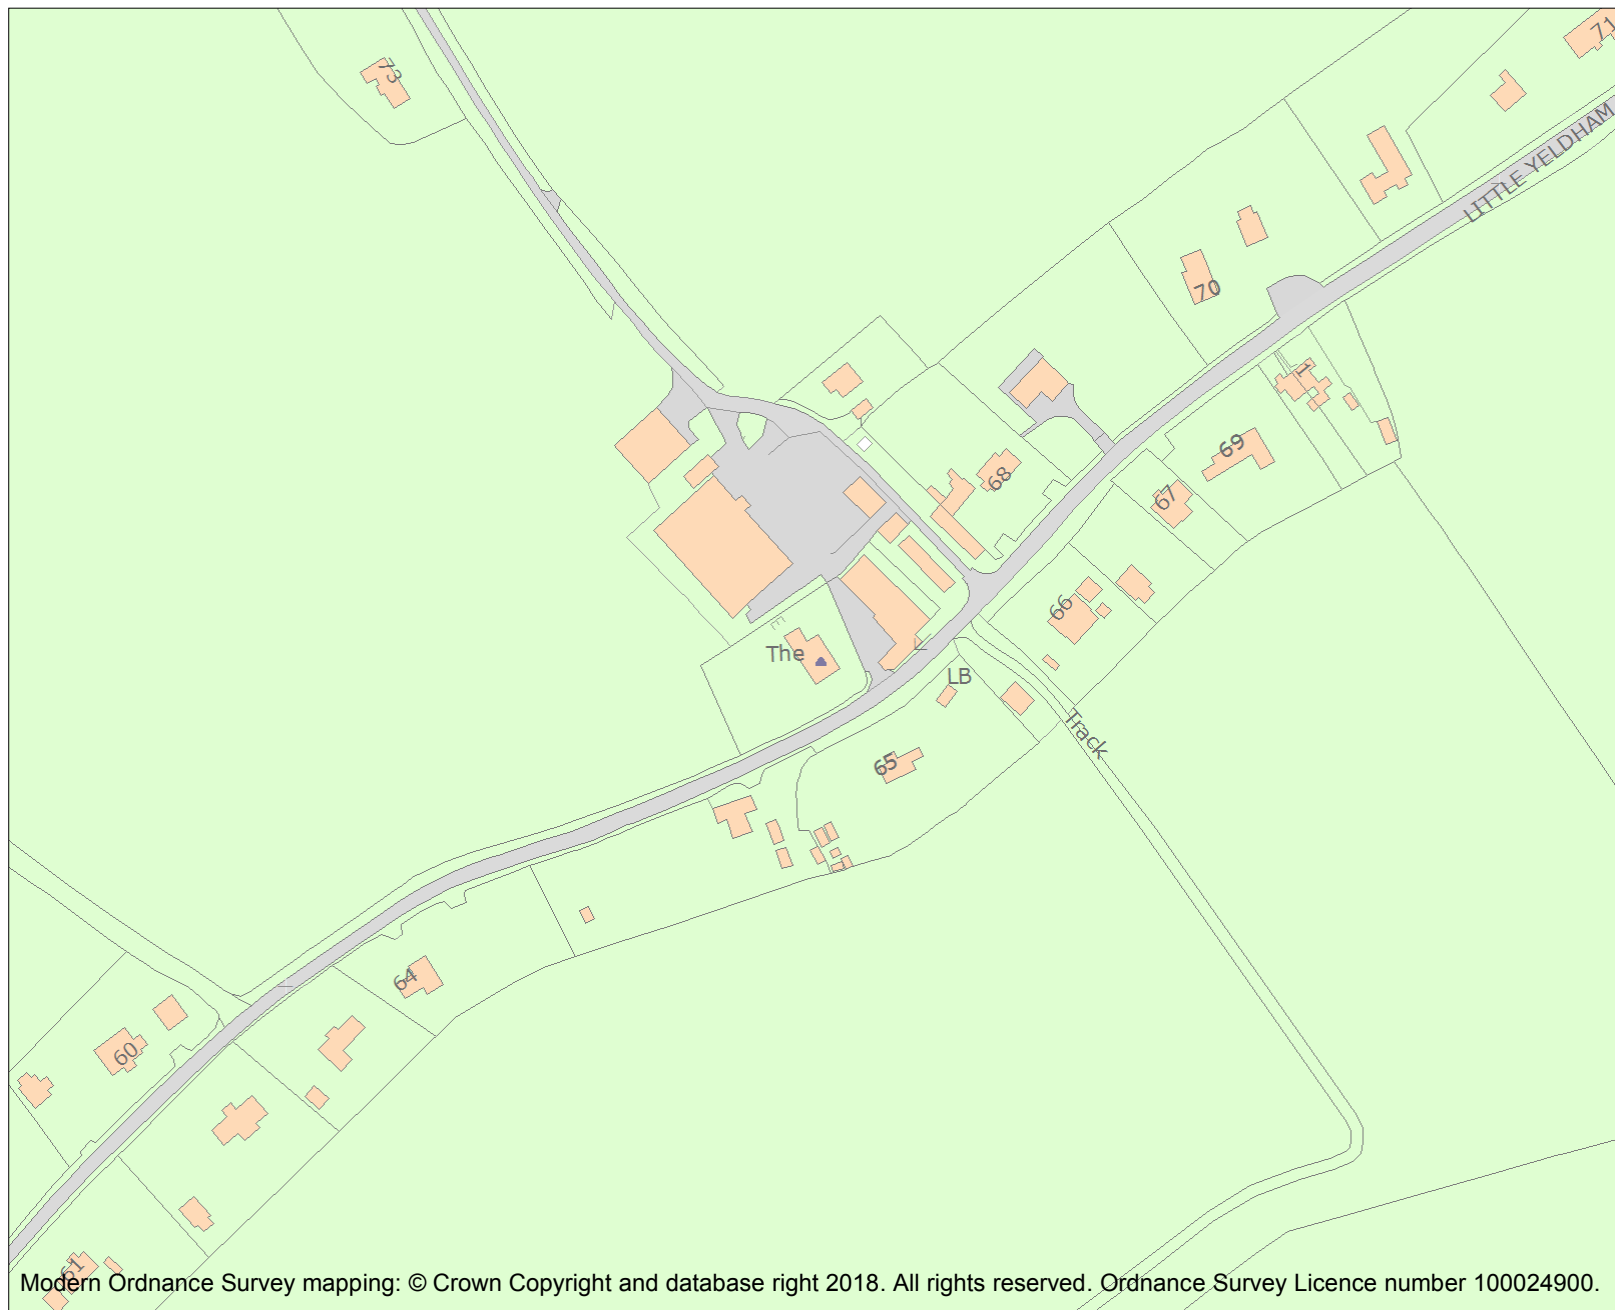 73
71
LITTLE YELDHAM
70
1
69
68
67
66
The
LB
Track
65
64
60
61
Modern Ordnance Survey mapping: © Crown Copyright and database right 2018. All rights reserved. Ordnance Survey Licence number 100024900.